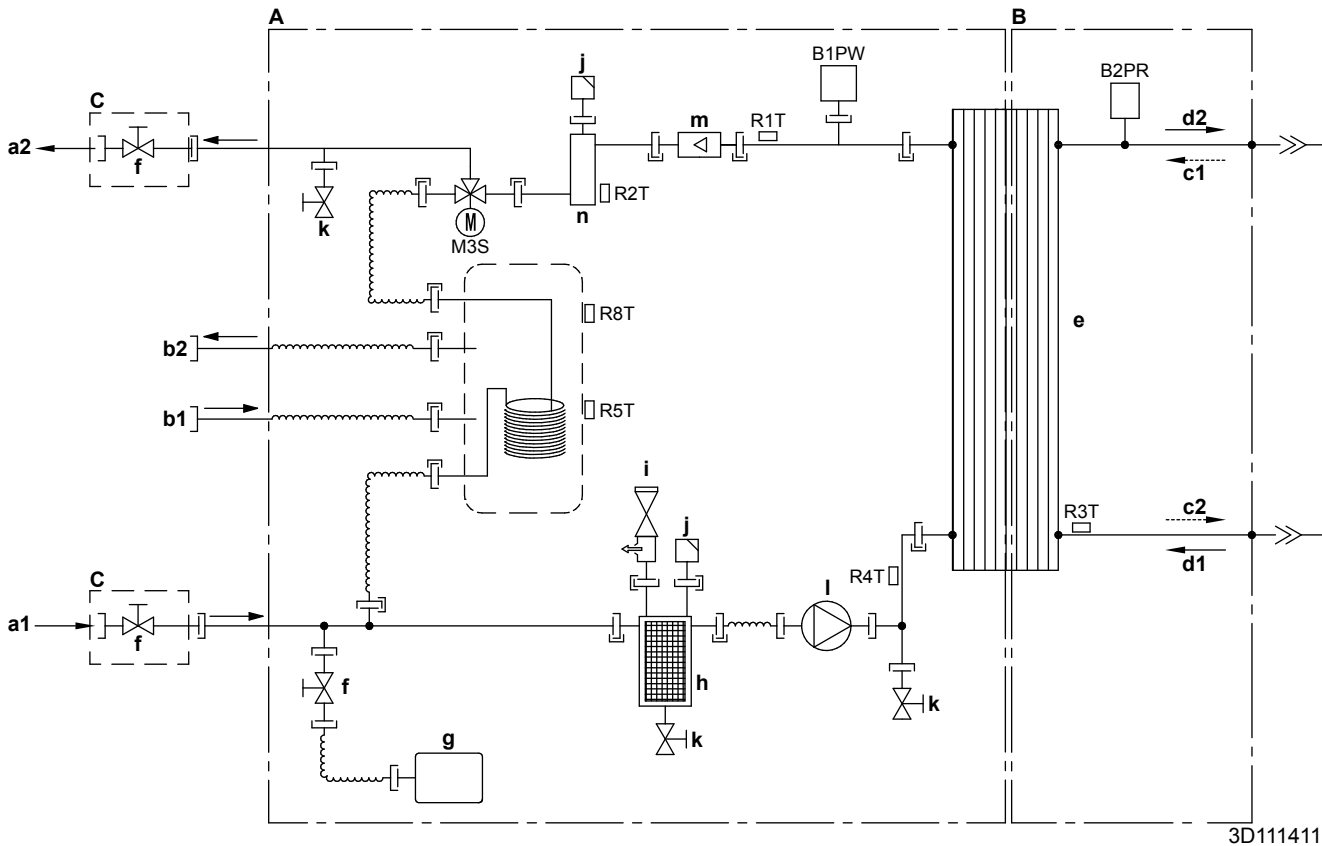 A
B
B1PW
j
B2PR
C
m
R1T
d2
a2
f
c1
k
R2T
n
M
M3S
R8T
e
b2
b1
R5T
i
j
R3T
c2
d1
C
R4T
l
a1
f
f
h
k
k
g
3D111411